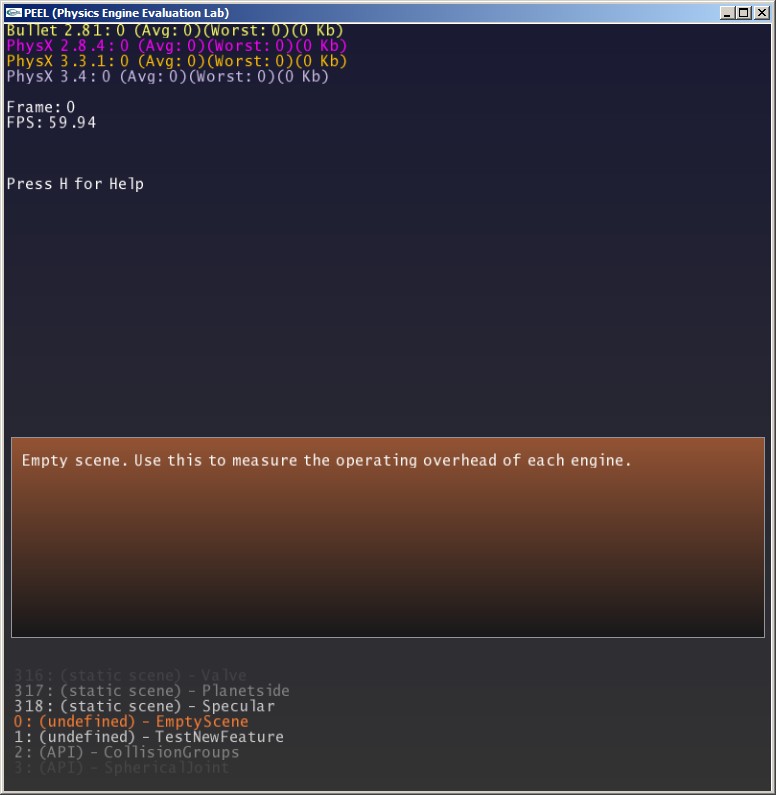 PEEL (Physics Engine Evaluation Lab)
Bullet 2.81: 0 (Avg: 0)(Worst: 0)(0 Kb)
PhysX 2.8.4: 0 (Avg: 0)(Worst: 0)(0 Kb)
PhysX 3.3.1: 0 (Avg: 0)(Worst: 0)(0 Kb)
PhysX 3.4: 0 (Avg: 0)(Worst: 0)(0 Kb)
Frame: 0
FPS: 59.94
Press H for Help
Empty scene. Use this to measure the operating overhead of each engine.
316: (static scene) - Valve
317: (static scene) - Planetside
318: (static scene) - Specular
0: (undefined) - EmptyScene
1: (undefined) - TestNewFeature
2: (API) - CollisionGroups
3: (API) - SphericalJoint